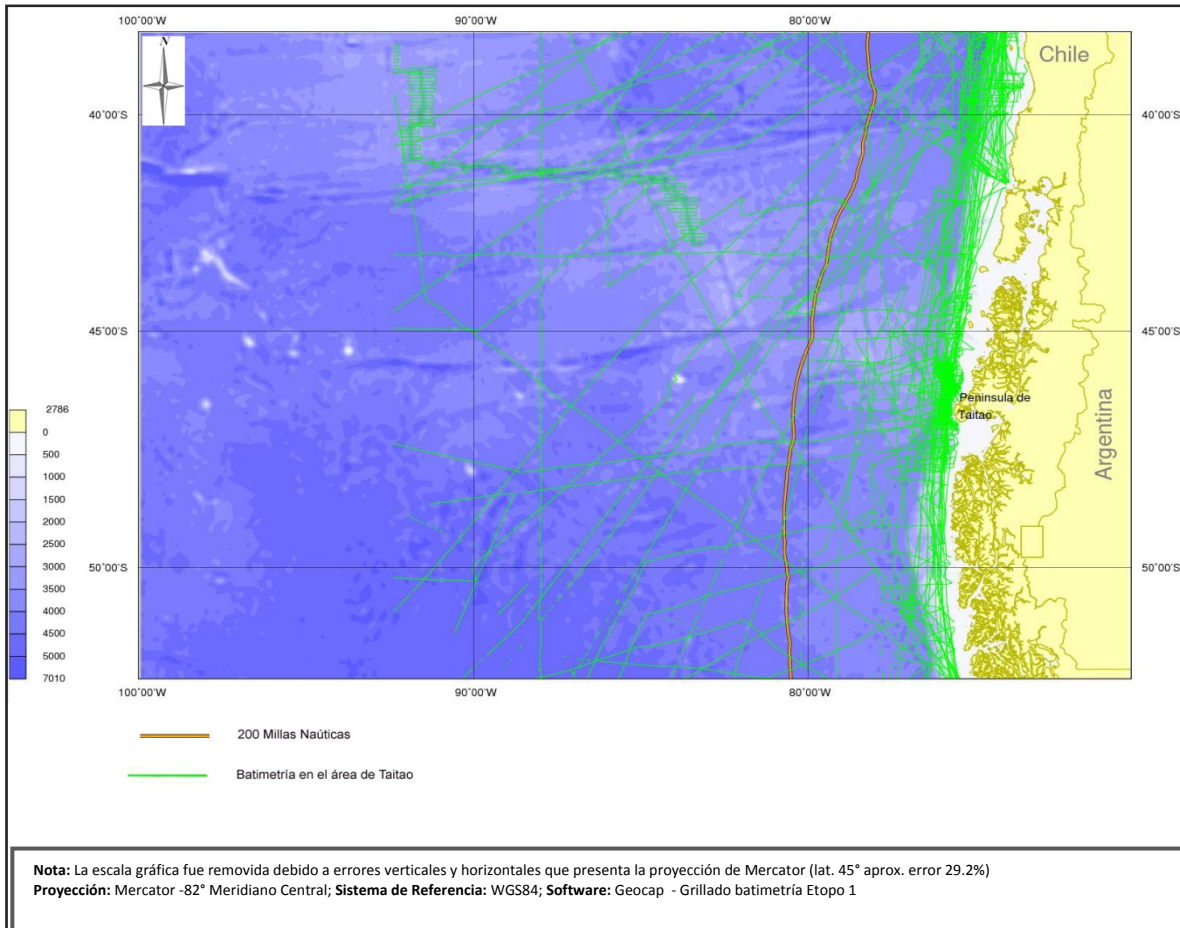 100°00'W 90°00'W 80°00'W
N
Chile
40°00'S 40°00'S
45°00'S 45°00'S
Peninsula de
Taitao
Argentina
50°00'S 50°00'S
2786
0
500
1000
1500
2000
2500
3000
3500
4000
4500
5000
7010
100°00'W 90°00'W 80°00'W
200 Millas Naúticas
Batimetría en el área de Taitao
Nota: La escala gráfica fue removida debido a errores verticales y horizontales que presenta la proyección de Mercator (lat. 45° aprox. error 29.2%)
Proyección: Mercator -82° Meridiano Central; Sistema de Referencia: WGS84; Software: Geocap - Grillado batimetría Etopo 1